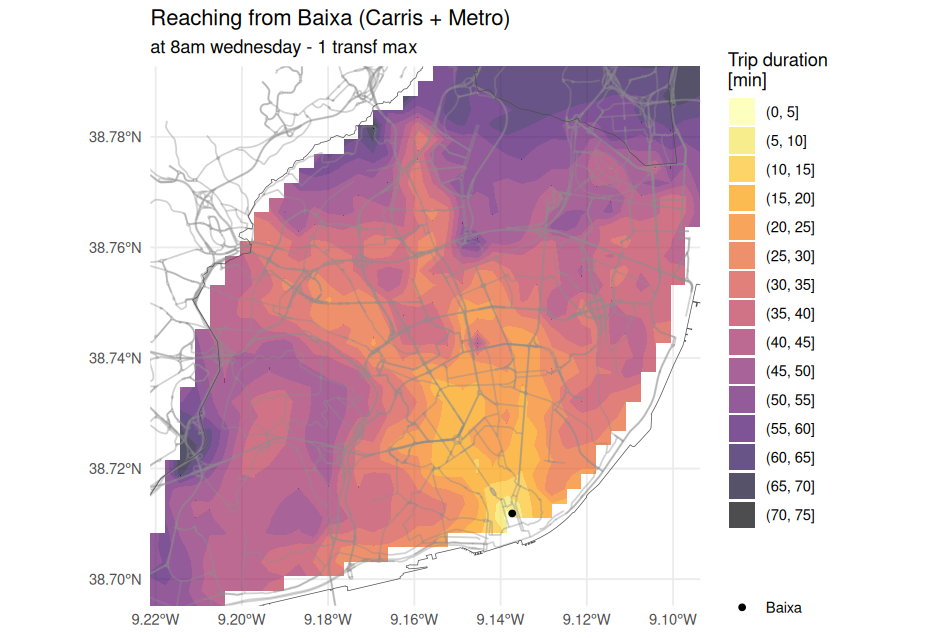 Reaching from Baixa (Carris + Metro)
at 8am wednesday - 1 transf max
Trip duration
[min]
(0, 5]
(5, 10]
(10, 15]
(15, 20]
(20, 25]
(25, 30]
(30, 35]
(35, 40]
(40, 45]
(45, 50]
(50, 55]
(55, 60]
(60, 65]
(65, 70]
(70, 75]
Baixa
38.78°N
38.76°N
38.74°N
38.72°N
38.70°N
9.22°W 9.20°W 9.18°W 9.16°W 9.14°W 9.12°W 9.10°W